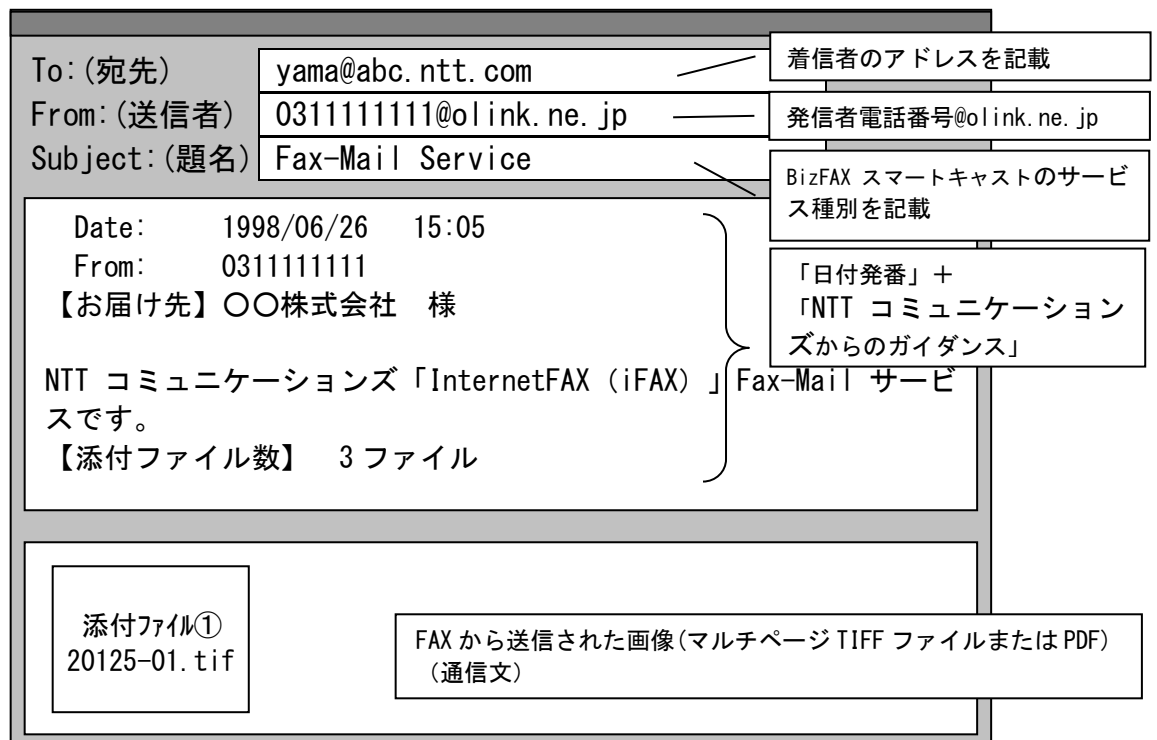 To:(宛先) yama@abc.ntt.com
着信者のアドレスを記載
From:(送信者) 0311111111@olink.ne.jp
発信者電話番号@olink.ne.jp
Subject:(題名) Fax-Mail Service
BizFAX スマートキャストのサービ
ス種別を記載
Date: 1998/06/26 15:05
From: 0311111111
【お届け先】〇〇株式会社 様
「日付発番」+
「NTT コミュニケーション
ズからのガイダンス」
NTT コミュニケーションズ「InternetFAX (iFAX)」Fax-Mail サービ
スです。
【添付ファイル数】 3 ファイル
添付ファイル①
20125-01.tif
FAX から送信された画像(マルチページ TIFF ファイルまたは PDF)
(通信文)